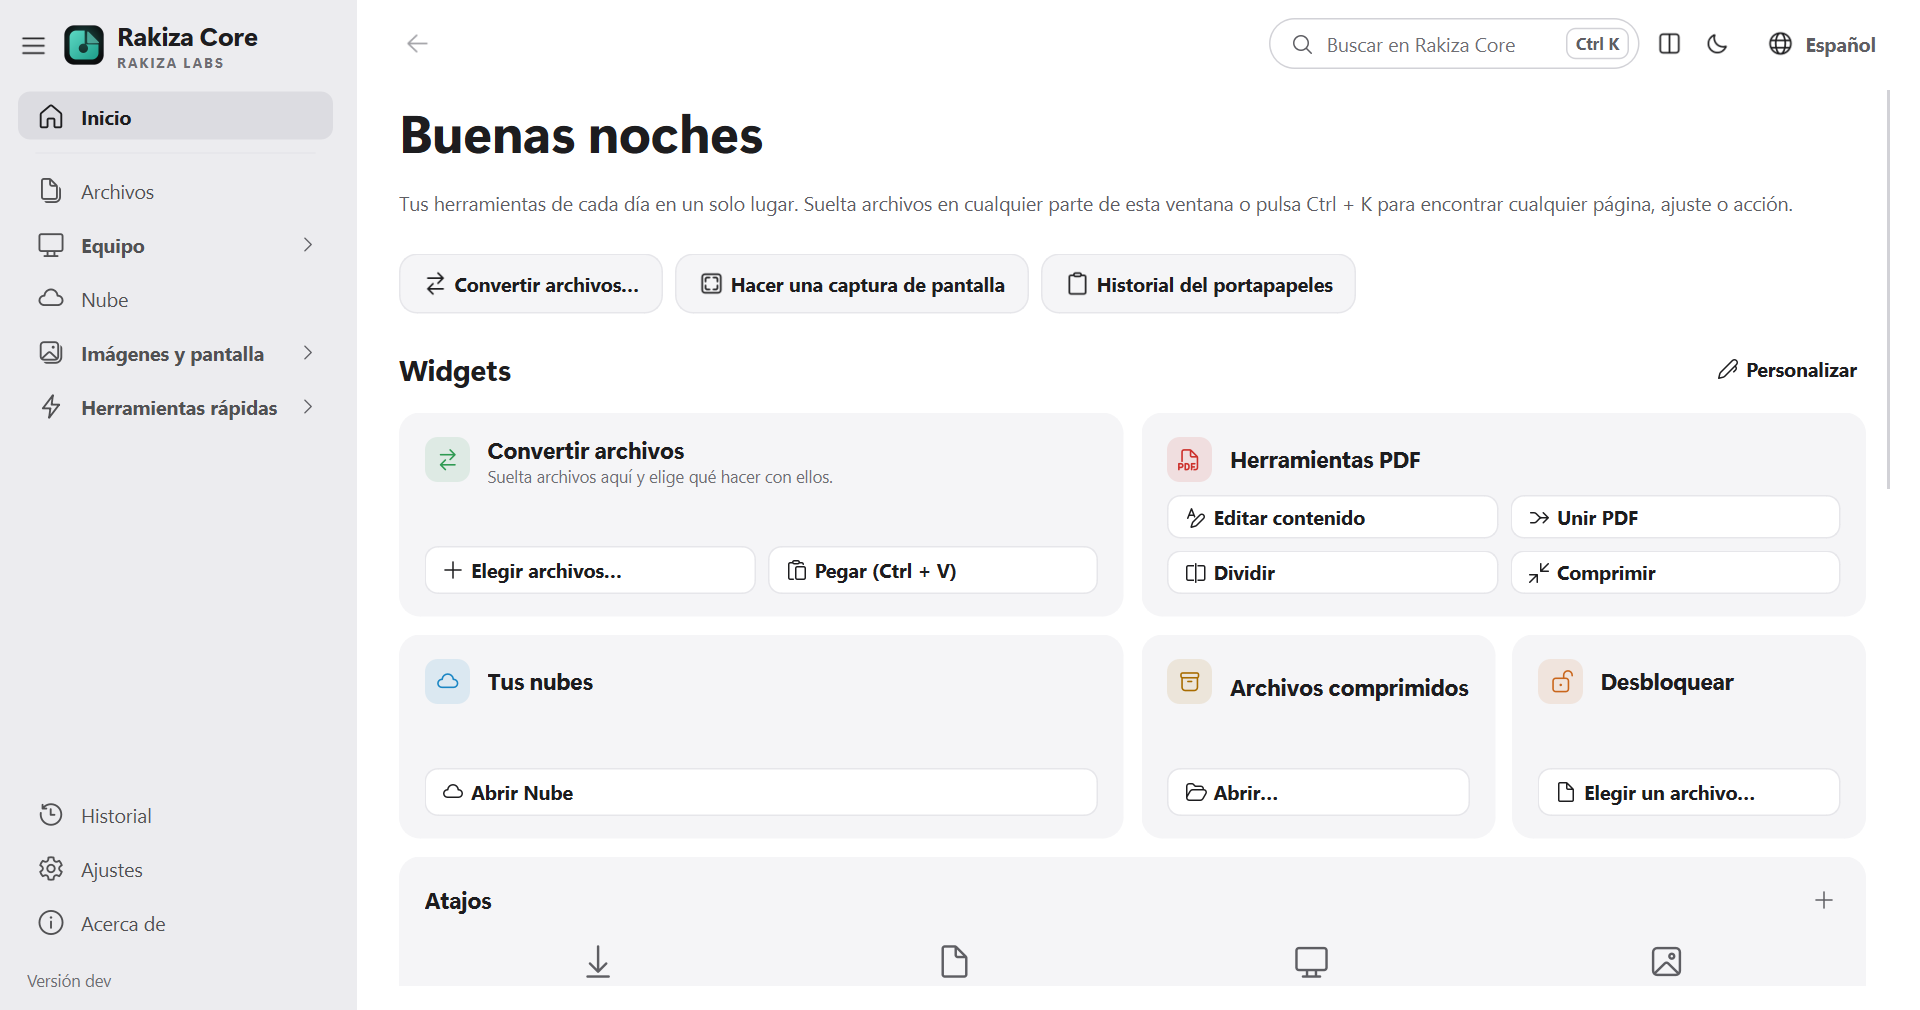 Rakiza Core
RAKIZA LABS
Inicio
Archivos
Equipo
Nube
Imágenes y pantalla
Herramientas rápidas
Historial
Ajustes
Acerca de
Versión dev
Buscar en Rakiza Core
Ctrl K
Español
Buenas noches
Tus herramientas de cada día en un solo lugar. Suelta archivos en cualquier parte de esta ventana o pulsa Ctrl + K para encontrar cualquier página, ajuste o acción.
Convertir archivos...
Hacer una captura de pantalla
Historial del portapapeles
Widgets
Personalizar
Convertir archivos
Suelta archivos aquí y elige qué hacer con ellos.
Elegir archivos...
Pegar (Ctrl + V)
Herramientas PDF
Editar contenido
Unir PDF
Dividir
Comprimir
Tus nubes
Abrir Nube
Archivos comprimidos
Abrir...
Desbloquear
Elegir un archivo...
Atajos